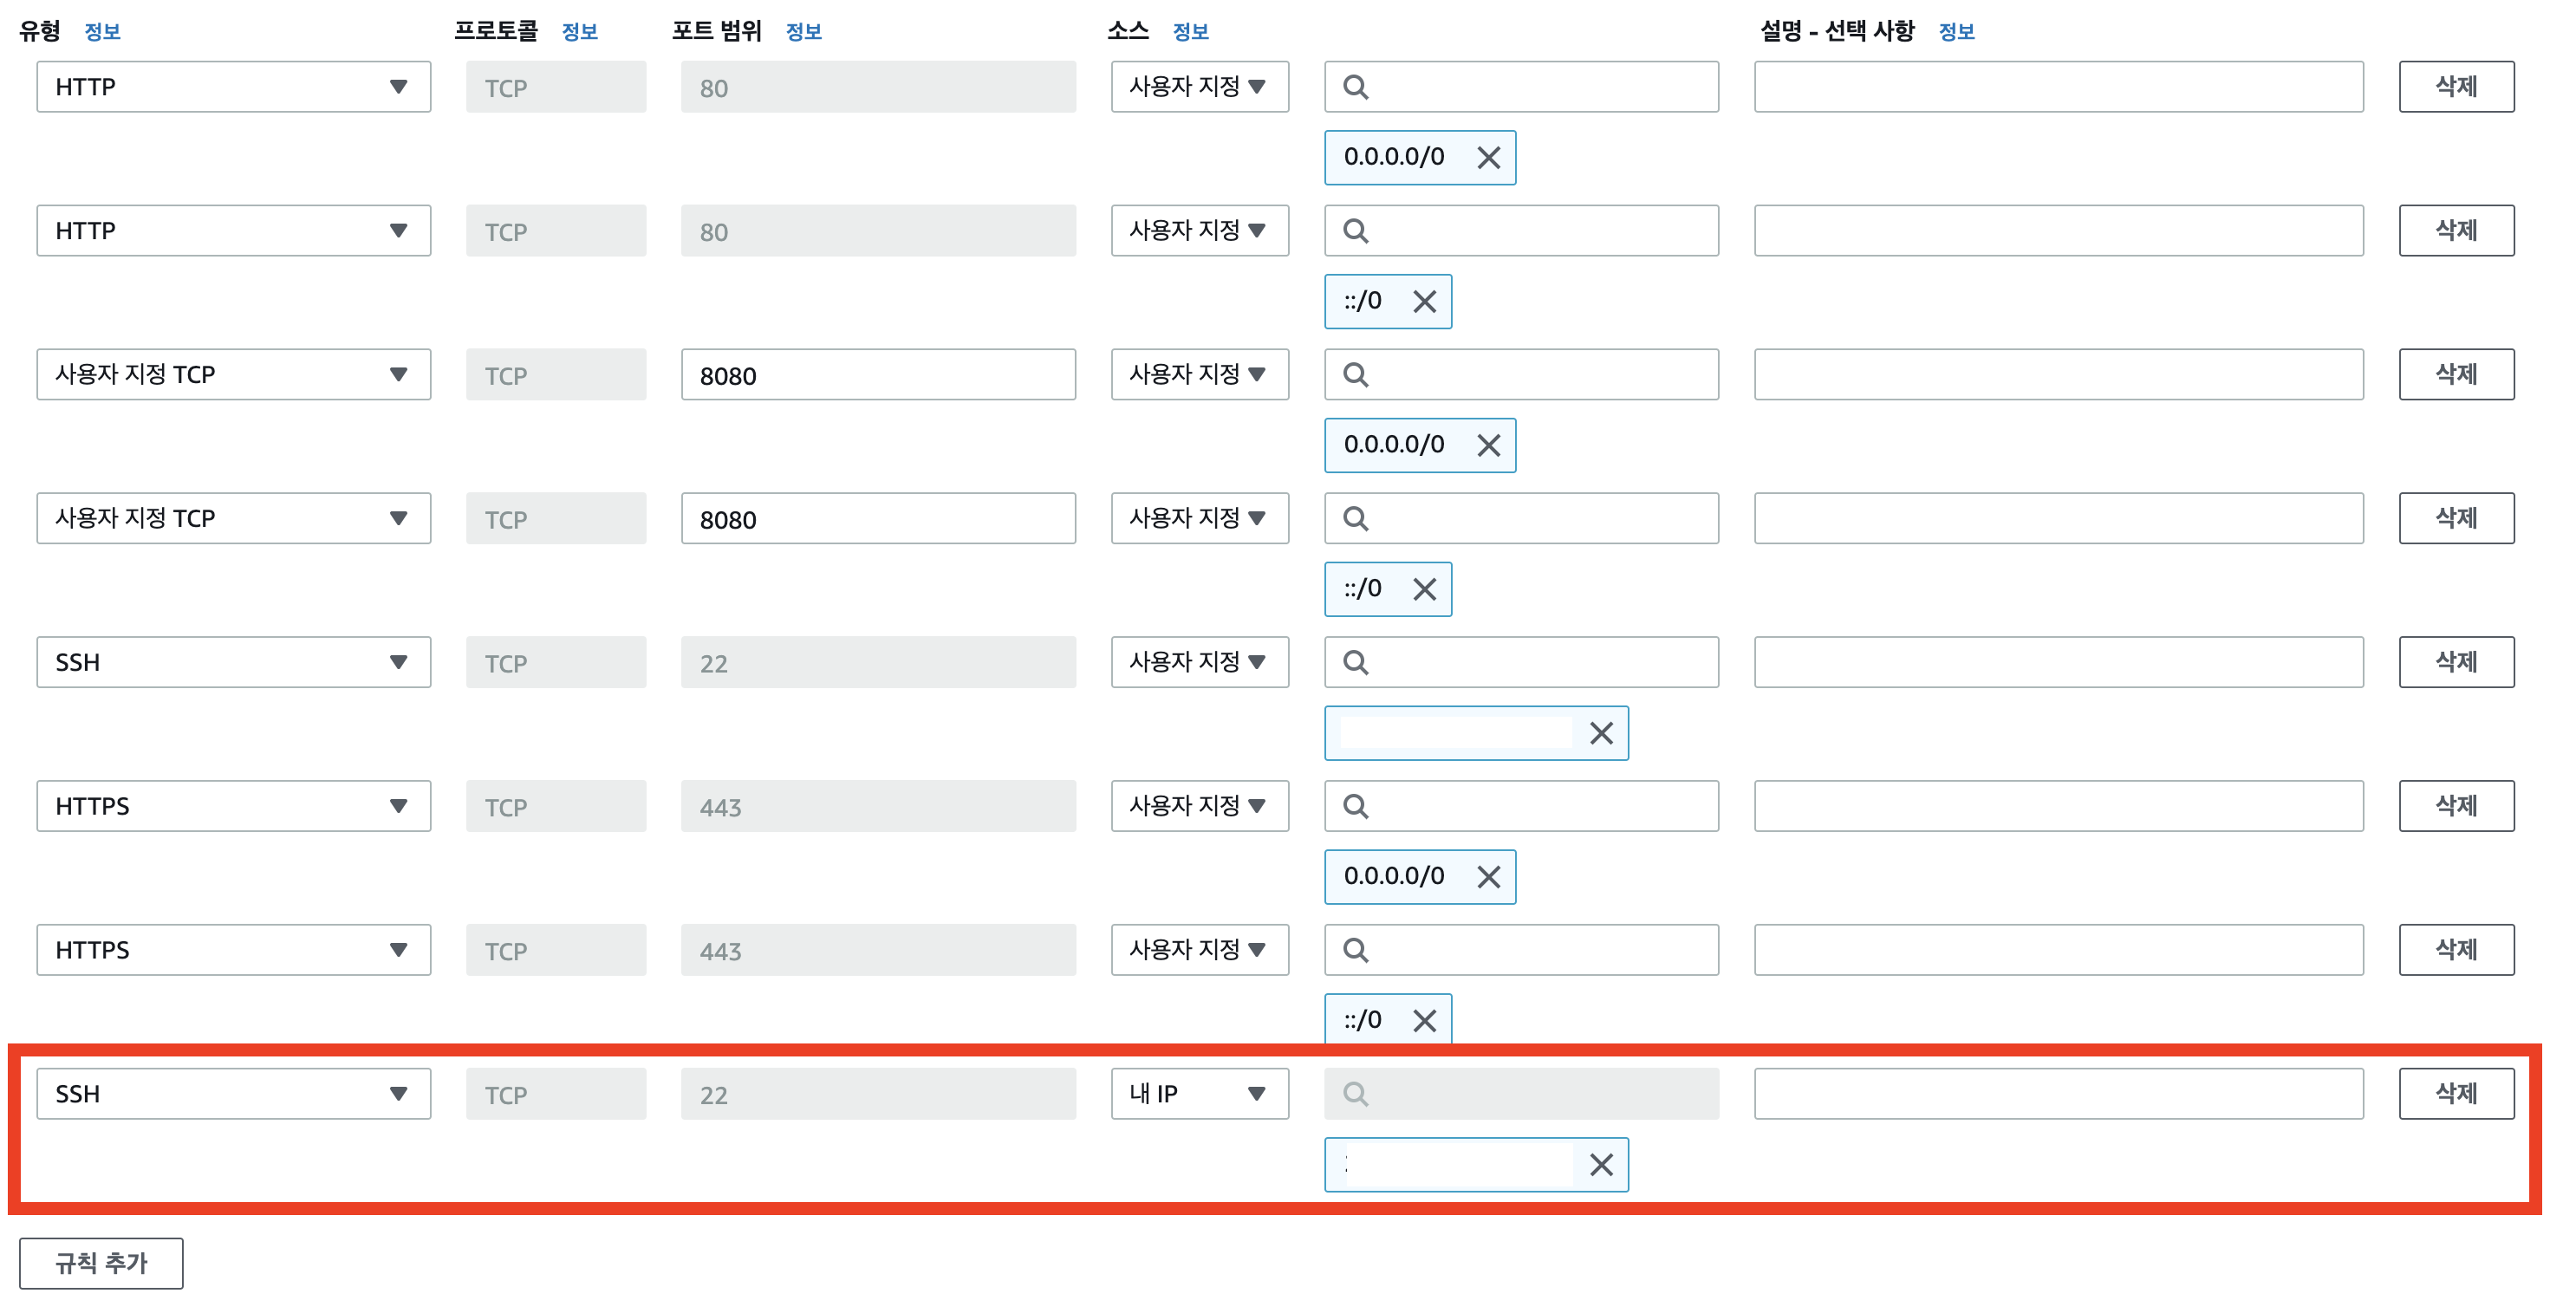 유형 정보 프로토콜 정보 포트 범위 정보 소스 정보 설명 - 선택 사항 정보
HTTP TCP 80 사용자 지정 삭제
0.0.0.0/0
HTTP TCP 80 사용자 지정 삭제
::/0
사용자 지정 TCP TCP 8080 사용자 지정 삭제
0.0.0.0/0
사용자 지정 TCP TCP 8080 사용자 지정 삭제
::/0
SSH TCP 22 사용자 지정 삭제
HTTPS TCP 443 사용자 지정 삭제
0.0.0.0/0
HTTPS TCP 443 사용자 지정 삭제
::/0
SSH TCP 22 내 IP 삭제
규칙 추가